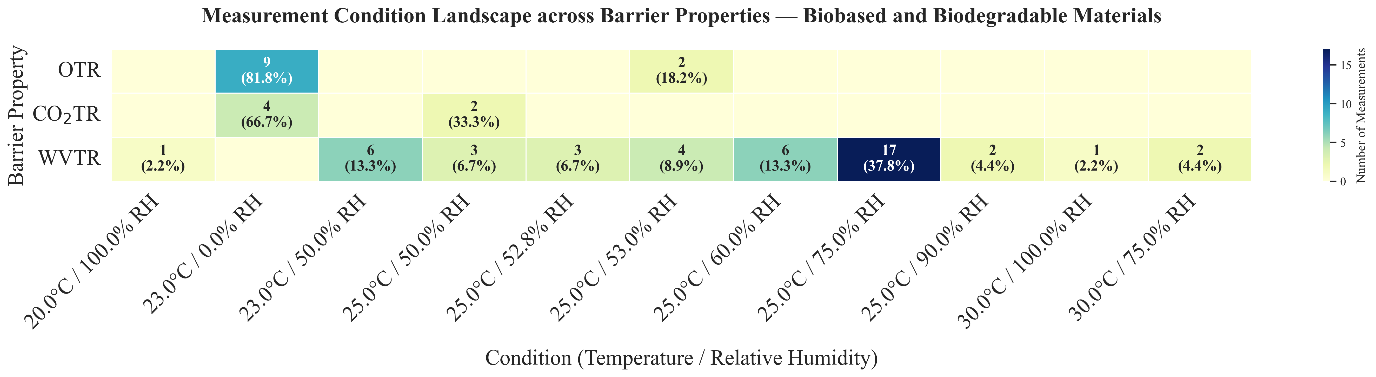 Measurement Condition Landscape across Barrier Properties — Biobased and Biodegradable Materials
Barrier Property
OTR
9
(81.8%)
2
(18.2%)
CO₂TR
4
(66.7%)
2
(33.3%)
WVTR
1
(2.2%)
6
(13.3%)
3
(6.7%)
3
(6.7%)
4
(8.9%)
6
(13.3%)
17
(37.8%)
2
(4.4%)
1
(2.2%)
2
(4.4%)
20.0°C / 100.0% RH
23.0°C / 0.0% RH
23.0°C / 50.0% RH
25.0°C / 50.0% RH
25.0°C / 52.8% RH
25.0°C / 53.0% RH
25.0°C / 60.0% RH
25.0°C / 75.0% RH
25.0°C / 90.0% RH
30.0°C / 100.0% RH
30.0°C / 75.0% RH
Condition (Temperature / Relative Humidity)
15
10
5
0
Number of Measurements